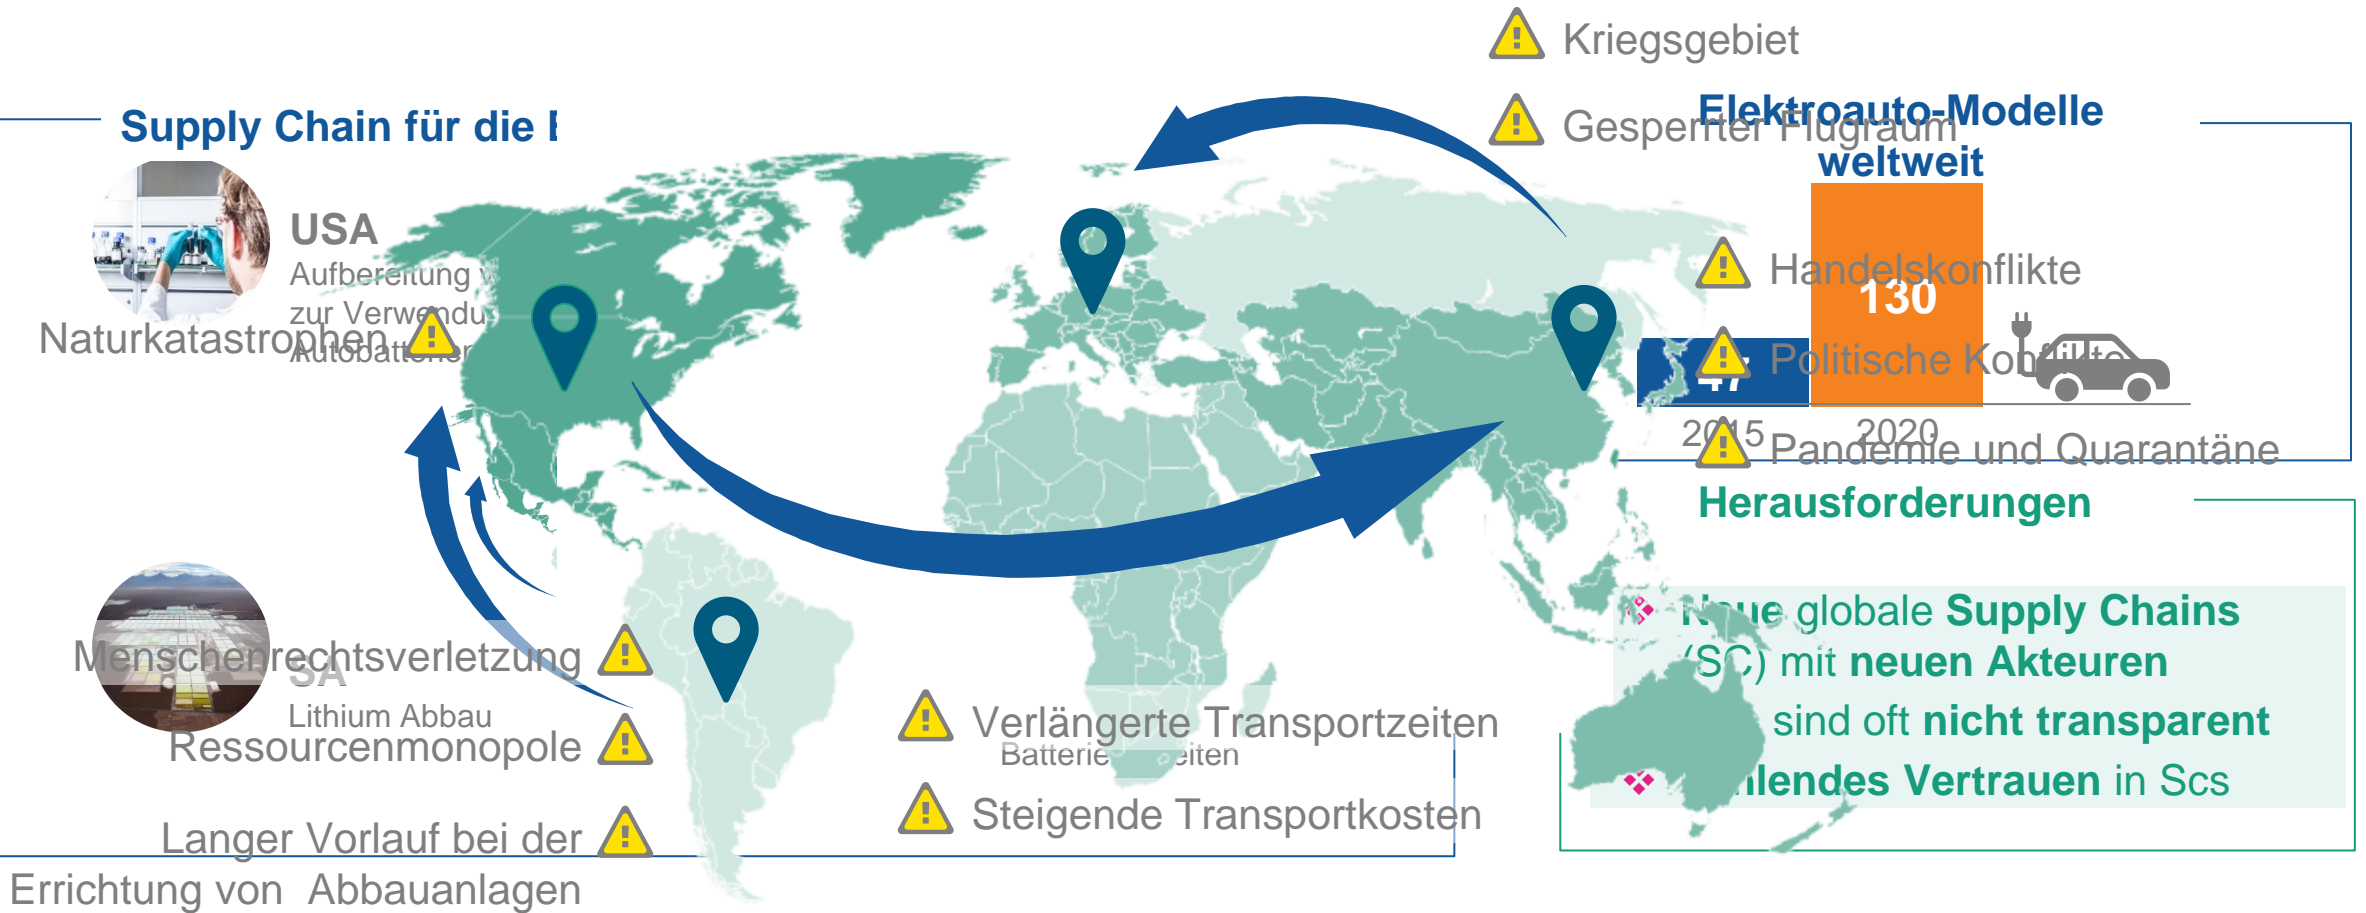 Kriegsgebiet
Gesperrter Flugraum
Elektroauto-Modelle
weltweit
Supply Chain für die
USA
Aufbereitung
zur Verwendu
Naturkatastrophen
Autobatterien
Handelskonflikte
130
Politische Konflikte
47
2015
2020
Pandemie und Quarantäne
Herausforderungen
Neue globale Supply Chains
(SC) mit neuen Akteuren
sind oft nicht transparent
lendes Vertrauen in Scs
Menschenrechtsverletzung
SA
Lithium Abbau
Ressourcenmonopole
Langer Vorlauf bei der
Errichtung von Abbauanlagen
Verlängerte Transportzeiten
Batterie eiten
Steigende Transportkosten